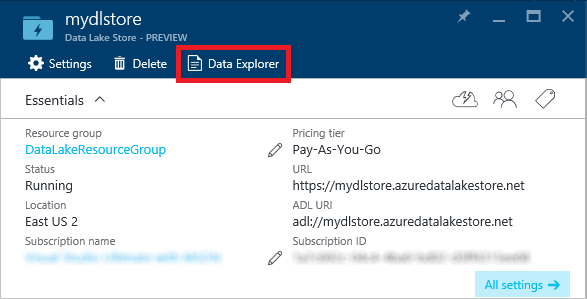 mydlstore
Data Lake Store - PREVIEW
Settings Delete Data Explorer
Essentials
Resource group
DataLakeResourceGroup
Status
Running
Location
East US 2
Subscription name
Pricing tier
Pay-As-You-Go
URL
https://mydlstore.azuredatalakestore.net
ADL URI
adl://mydlstore.azuredatalakestore.net
Subscription ID
All settings